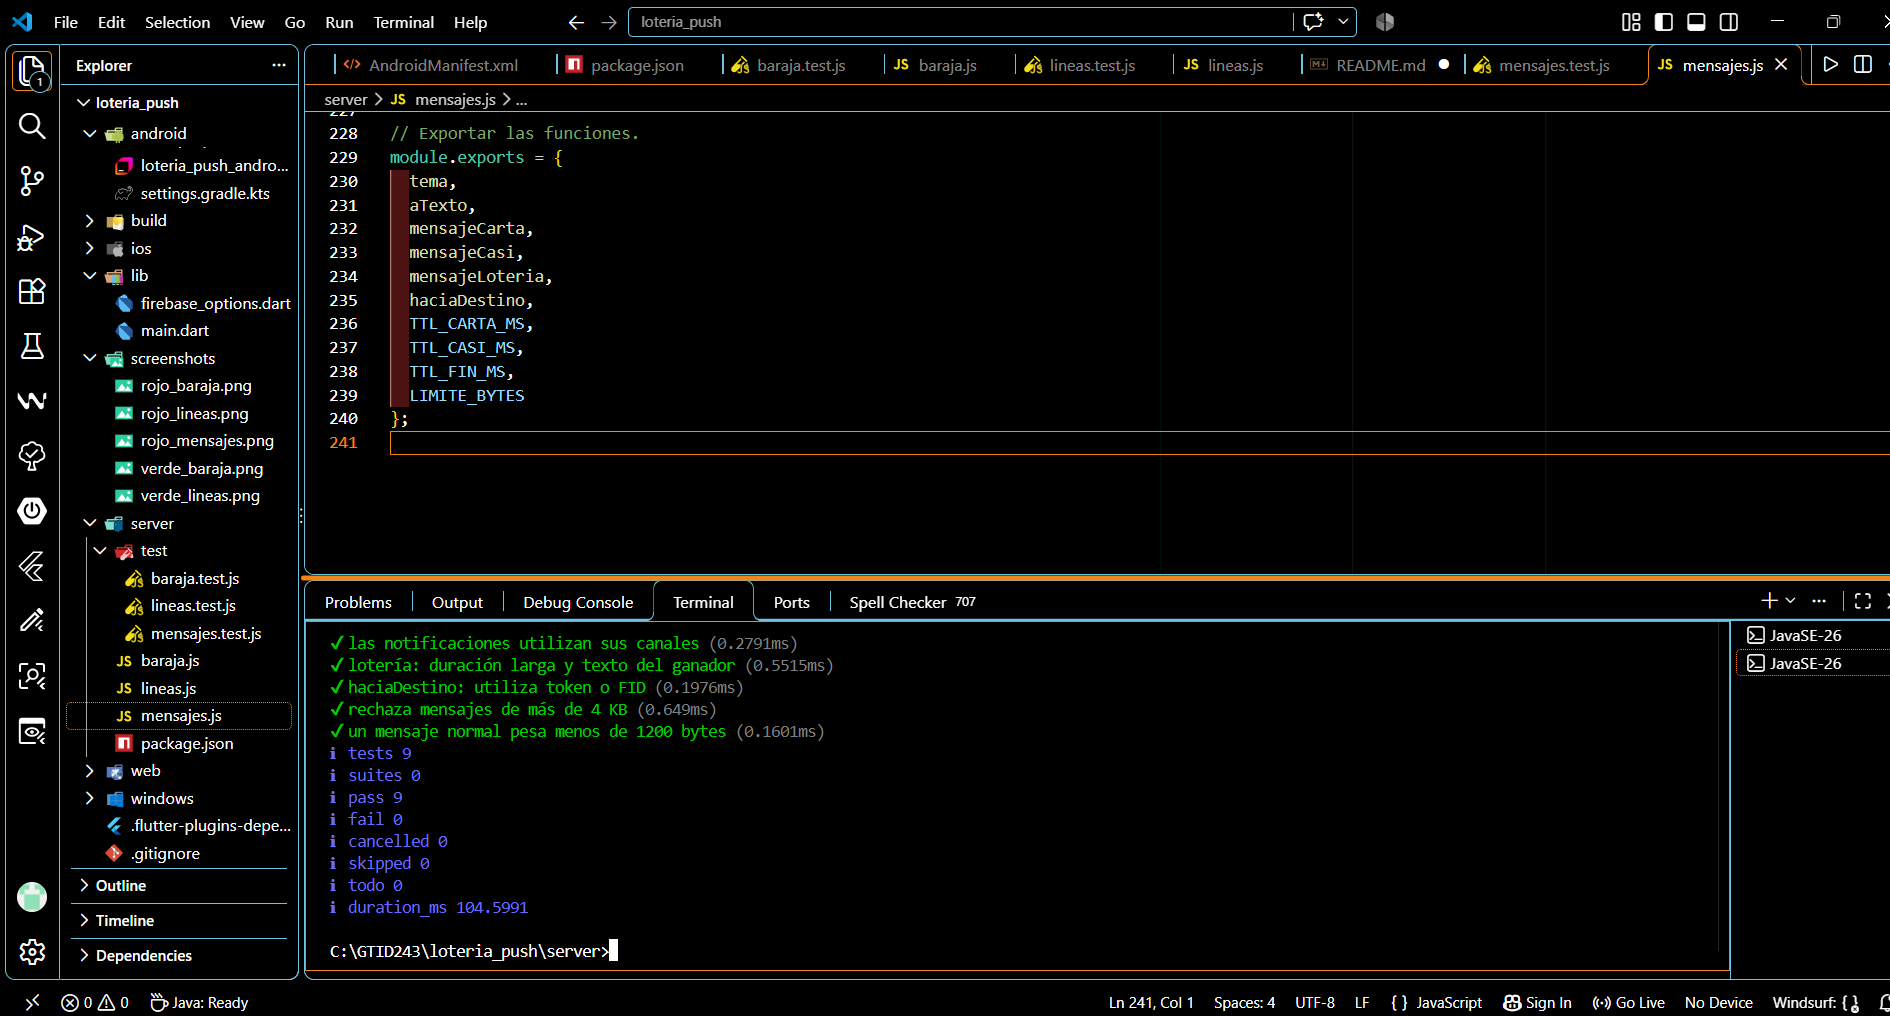 File Edit Selection View Go Run Terminal Help
loteria_push
Explorer
AndroidManifest.xml package.json baraja.test.js JS baraja.js lineas.test.js JS lineas.js README.md mensajes.test.js JS mensajes.js
server > JS mensajes.js > ...
1
loteria_push
android
loteria_push_andro...
settings.gradle.kts
build
ios
lib
firebase_options.dart
main.dart
screenshots
rojo_baraja.png
rojo_lineas.png
rojo_mensajes.png
verde_baraja.png
verde_lineas.png
server
test
baraja.test.js
lineas.test.js
mensajes.test.js
JS baraja.js
JS lineas.js
JS mensajes.js
package.json
web
windows
.flutter-plugins-depe...
.gitignore
Outline
Timeline
Dependencies
227
228 // Exportar las funciones.
229 module.exports = {
230 tema,
231 aTexto,
232 mensajeCarta,
233 mensajeCasi,
234 mensajeLoteria,
235 haciaDestino,
236 TTL_CARTA_MS,
237 TTL_CASI_MS,
238 TTL_FIN_MS,
239 LIMITE_BYTES
240 };
241
Problems Output Debug Console Terminal Ports Spell Checker 707
✔ las notificaciones utilizan sus canales (0.2791ms)
✔ lotería: duración larga y texto del ganador (0.5515ms)
✔ haciaDestino: utiliza token o FID (0.1976ms)
✔ rechaza mensajes de más de 4 KB (0.649ms)
✔ un mensaje normal pesa menos de 1200 bytes (0.1601ms)
ℹ tests 9
ℹ suites 0
ℹ pass 9
ℹ fail 0
ℹ cancelled 0
ℹ skipped 0
ℹ todo 0
ℹ duration_ms 104.5991
C:\GTID243\loteria_push\server>
JavaSE-26
JavaSE-26
0 0 Java: Ready Ln 241, Col 1 Spaces: 4 UTF-8 LF { } JavaScript Sign In Go Live No Device Windsurf: {}